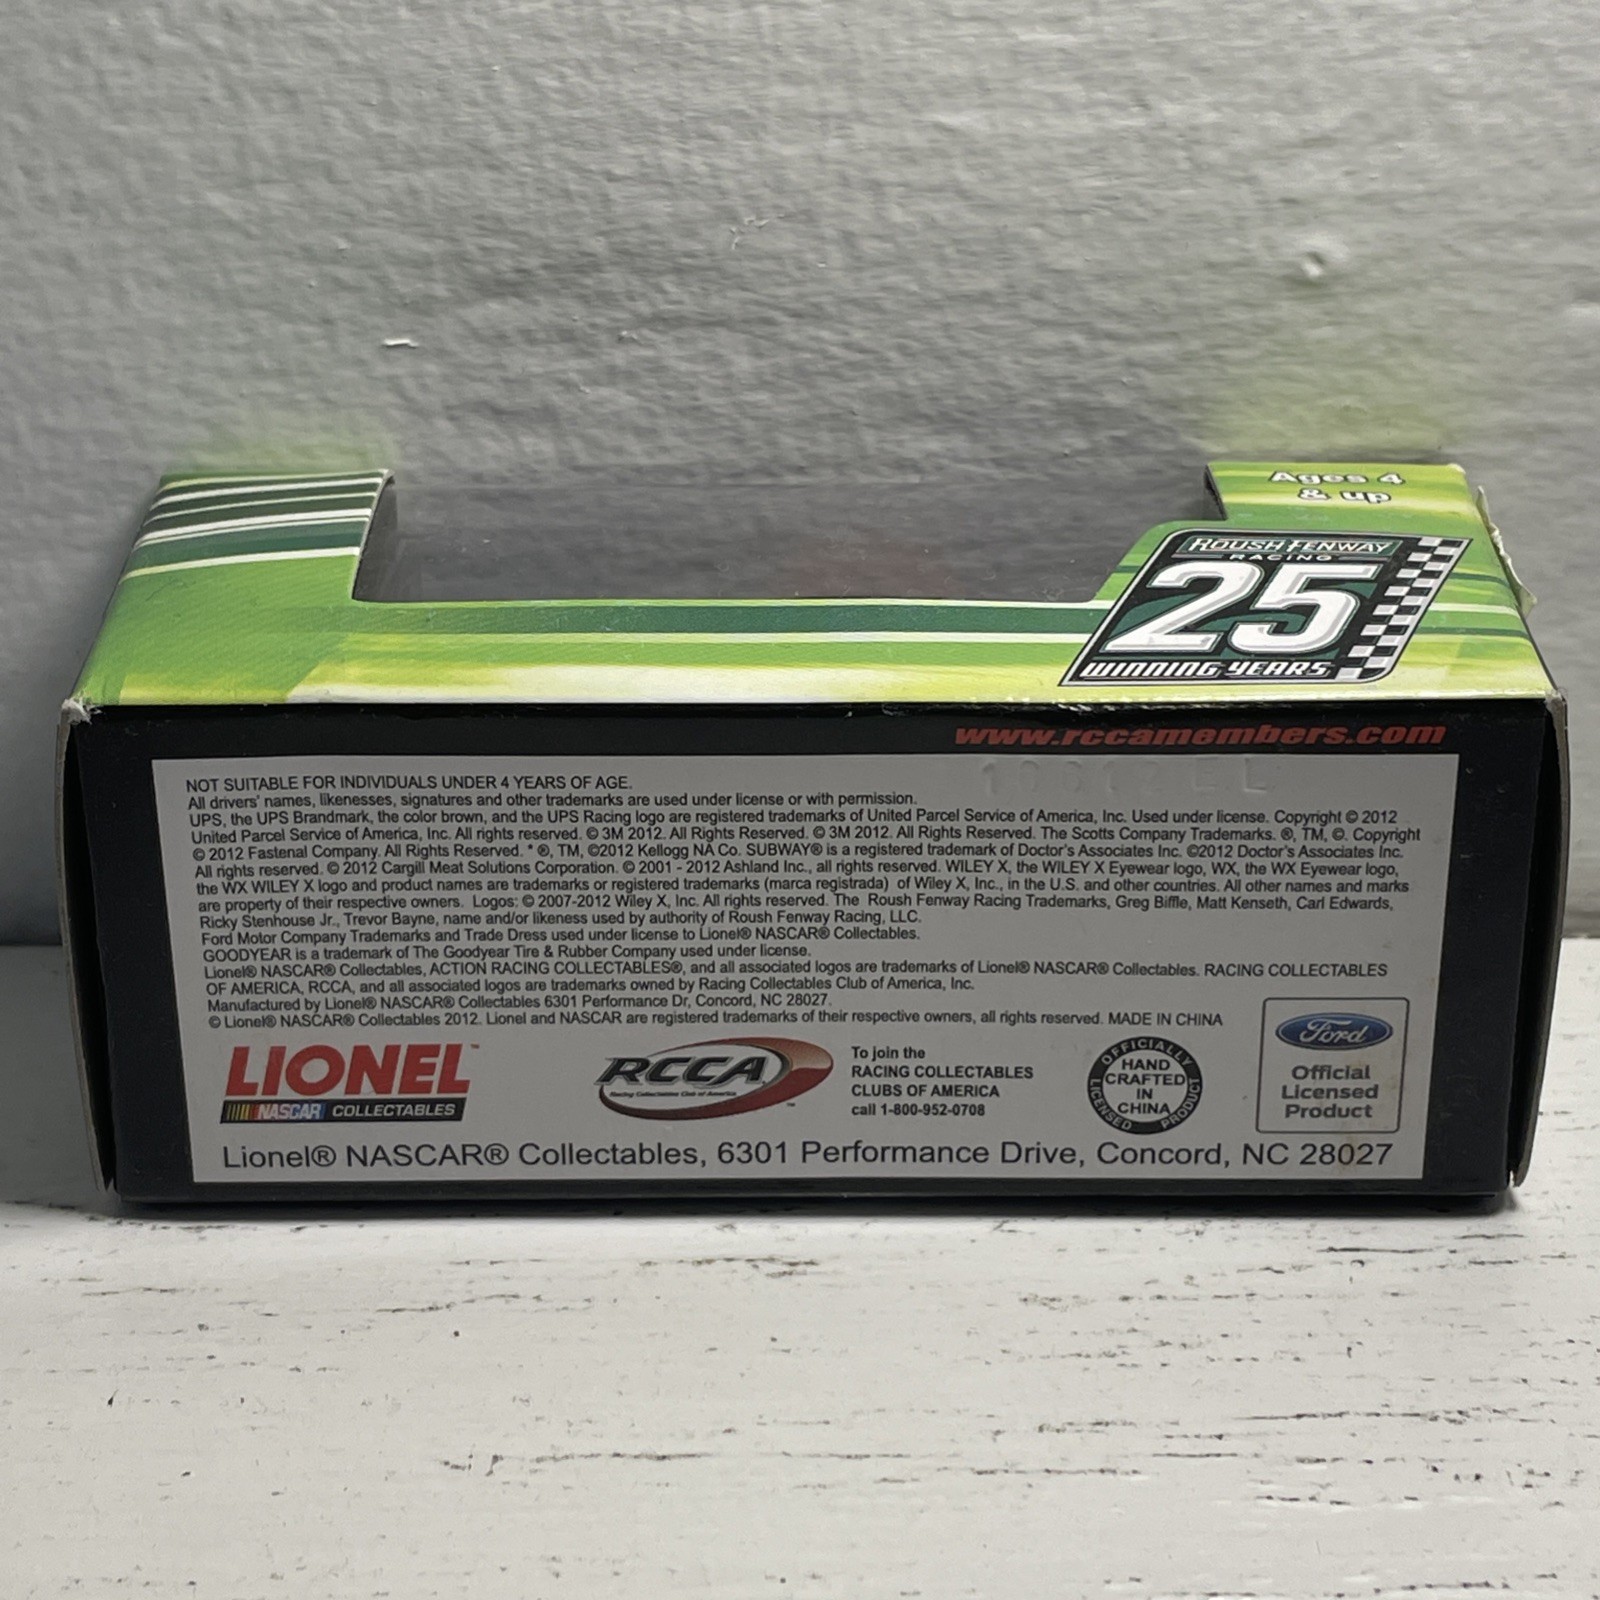 Ages 4
& up
ROUSH FENWAY
RACING
25
WINNING YEARS
www.rccamembers.com
NOT SUITABLE FOR INDIVIDUALS UNDER 4 YEARS OF AGE.
All drivers' names, likenesses, signatures and other trademarks are used under license or with permission.
UPS, the UPS Brandmark, the color brown, and the UPS Racing logo are registered trademarks of United Parcel Service of America, Inc. Used under license. Copyright © 2012
United Parcel Service of America, Inc. All rights reserved. © 3M 2012. All Rights Reserved. © 3M 2012. All Rights Reserved. The Scotts Company Trademarks. ®, TM, ©. Copyright
© 2012 Fastenal Company. All Rights Reserved. * ®, TM, ©2012 Kellogg NA Co. SUBWAY® is a registered trademark of Doctor's Associates Inc. ©2012 Doctor's Associates Inc.
All rights reserved. © 2012 Cargill Meat Solutions Corporation. © 2001 - 2012 Ashland Inc., all rights reserved. WILEY X, the WILEY X Eyewear logo, WX, the WX Eyewear logo,
the WX WILEY X logo and product names are trademarks or registered trademarks (marca registrada) of Wiley X, Inc., in the U.S. and other countries. All other names and marks
are property of their respective owners. Logos: © 2007-2012 Wiley X, Inc. All rights reserved. The Roush Fenway Racing Trademarks, Greg Biffle, Matt Kenseth, Carl Edwards,
Ricky Stenhouse Jr., Trevor Bayne, name and/or likeness used by authority of Roush Fenway Racing, LLC.
Ford Motor Company Trademarks and Trade Dress used under license to Lionel® NASCAR® Collectables.
GOODYEAR is a trademark of The Goodyear Tire & Rubber Company used under license.
Lionel® NASCAR® Collectables, ACTION RACING COLLECTABLES®, and all associated logos are trademarks of Lionel® NASCAR® Collectables. RACING COLLECTABLES
OF AMERICA, RCCA, and all associated logos are trademarks owned by Racing Collectables Club of America, Inc.
Manufactured by Lionel® NASCAR® Collectables 6301 Performance Dr, Concord, NC 28027.
© Lionel® NASCAR® Collectables 2012. Lionel and NASCAR are registered trademarks of their respective owners, all rights reserved. MADE IN CHINA
LIONEL™
NASCAR COLLECTABLES
RCCA
Racing Collectables Club of America
™
To join the
RACING COLLECTABLES
CLUBS OF AMERICA
call 1-800-952-0708
OFFICIALLY LICENSED PRODUCT
HAND
CRAFTED
IN
CHINA
Ford
Official
Licensed
Product
Lionel® NASCAR® Collectables, 6301 Performance Drive, Concord, NC 28027